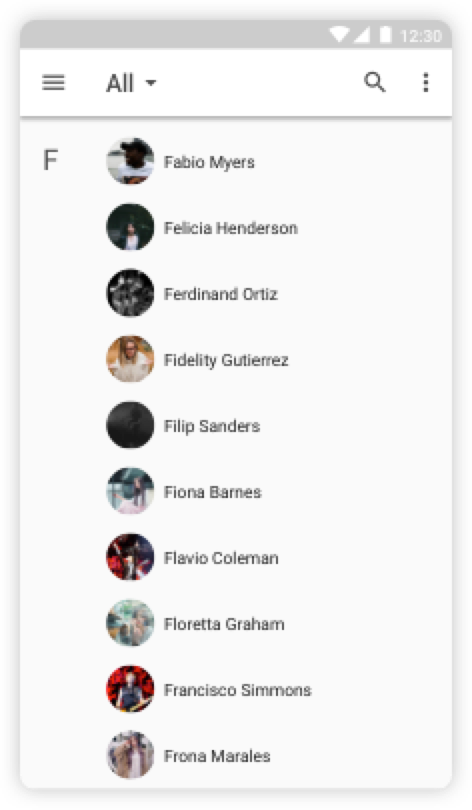 12:30
All
F
Fabio Myers
Felicia Henderson
Ferdinand Ortiz
Fidelity Gutierrez
Filip Sanders
Fiona Barnes
Flavio Coleman
Floretta Graham
Francisco Simmons
Frona Marales